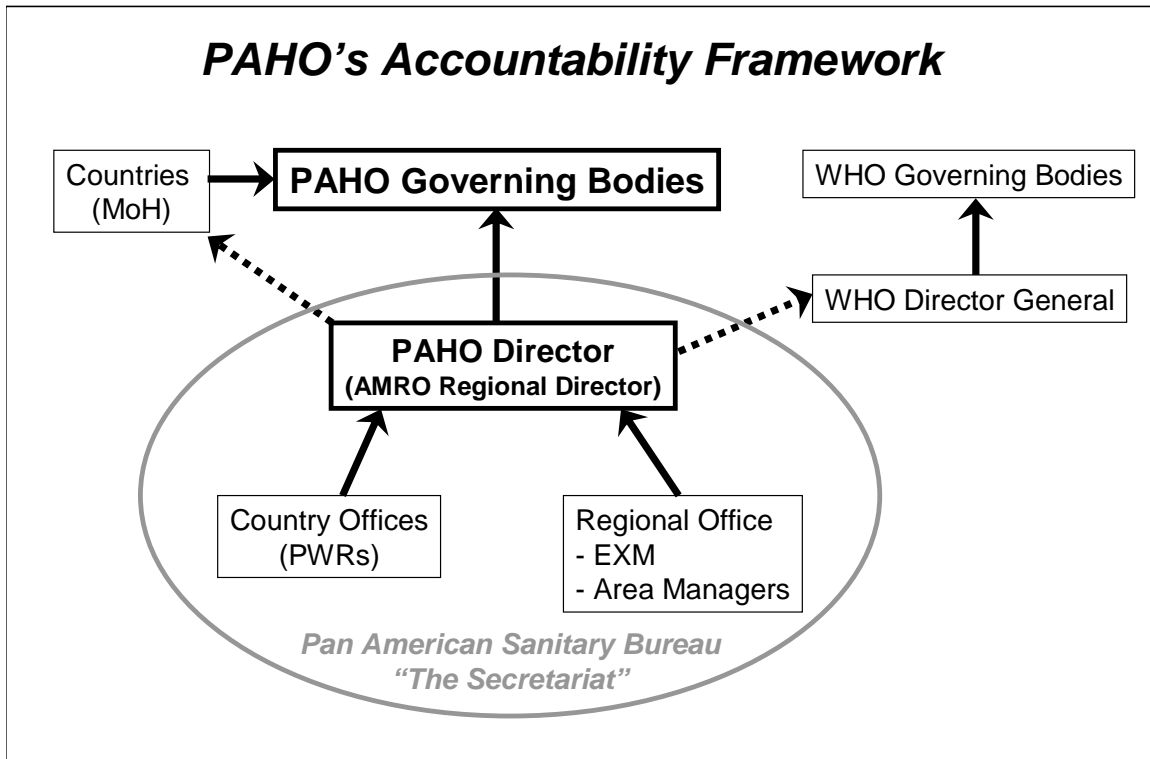 PAHO’s Accountability Framework
Countries
(MoH)
PAHO Governing Bodies
WHO Governing Bodies
WHO Director General
PAHO Director
(AMRO Regional Director)
Country Offices
(PWRs)
Regional Office
- EXM
- Area Managers
Pan American Sanitary Bureau
“The Secretariat”